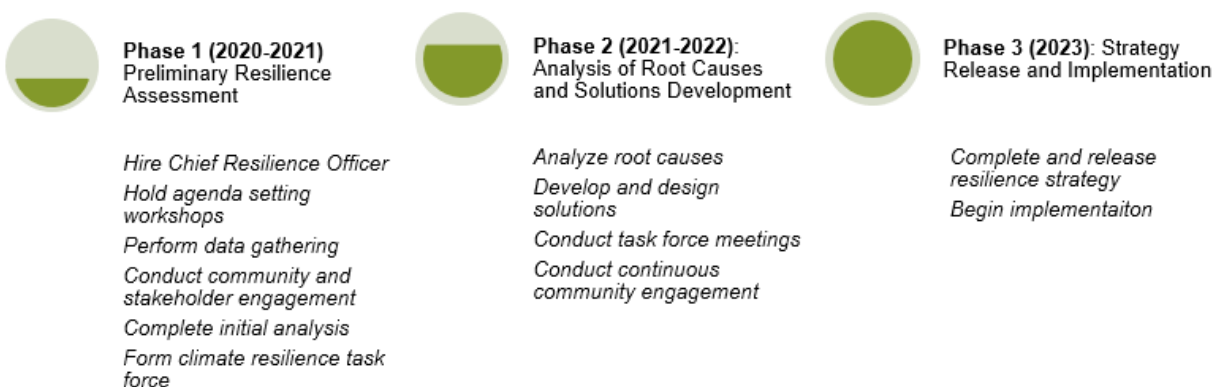 Phase 1 (2020-2021)
Preliminary Resilience
Assessment
Hire Chief Resilience Officer
Hold agenda setting
workshops
Perform data gathering
Conduct community and
stakeholder engagement
Complete initial analysis
Form climate resilience task
force
Phase 2 (2021-2022):
Analysis of Root Causes
and Solutions Development
Analyze root causes
Develop and design
solutions
Conduct task force meetings
Conduct continuous
community engagement
Phase 3 (2023): Strategy
Release and Implementation
Complete and release
resilience strategy
Begin implementaiton